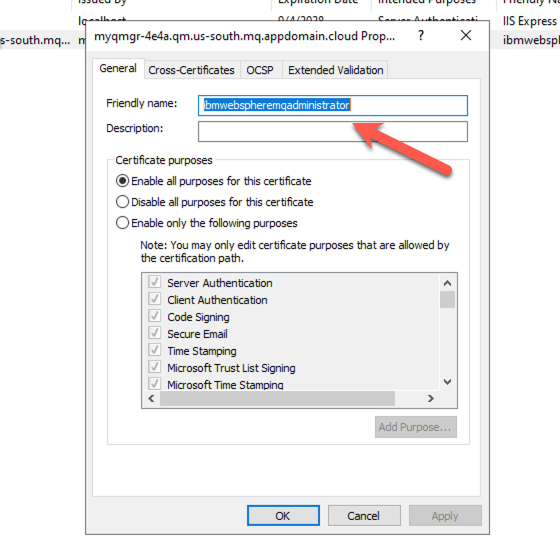 Issued By Expiration Date Intended Purposes Friendly Na
localhost 9/4/2028 Server Authenticati IIS Express
s-south.mq... m ibmwebsph
myqmgr-4e4a.qm.us-south.mq.appdomain.cloud Prop... ? ✕
General Cross-Certificates OCSP Extended Validation
Friendly name: ibmwebspheremqadministrator
Description:
Certificate purposes
Enable all purposes for this certificate
Disable all purposes for this certificate
Enable only the following purposes
Note: You may only edit certificate purposes that are allowed by
the certification path.
Server Authentication
Client Authentication
Code Signing
Secure Email
Time Stamping
Microsoft Trust List Signing
Microsoft Time Stamping
Add Purpose...
OK Cancel Apply